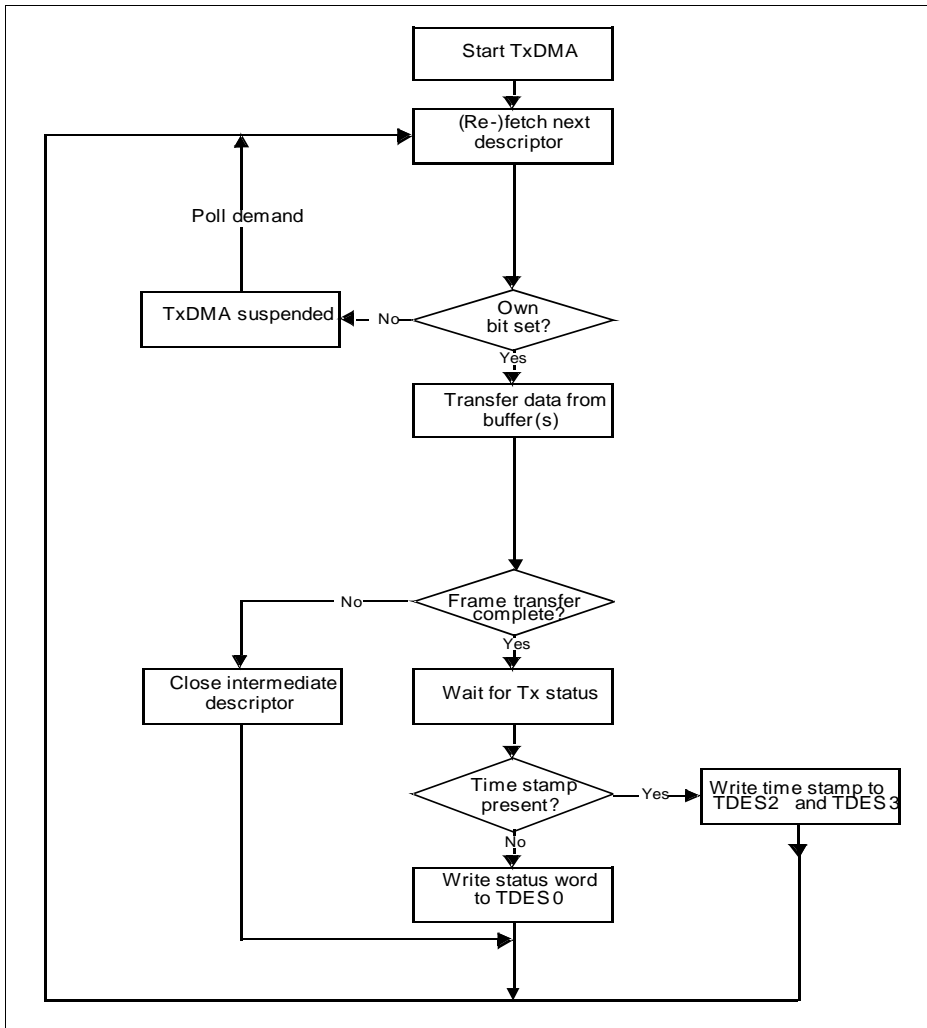 Start TxDMA
(Re-)fetch next
descriptor
Poll demand
TxDMA suspended
No
Own
bit set?
Yes
Transfer data from
buffer(s)
No
Frame transfer
complete?
Yes
Close intermediate
descriptor
Wait for Tx status
Time stamp
present?
Yes
Write time stamp to
TDES2 and TDES3
No
Write status word
to TDES0